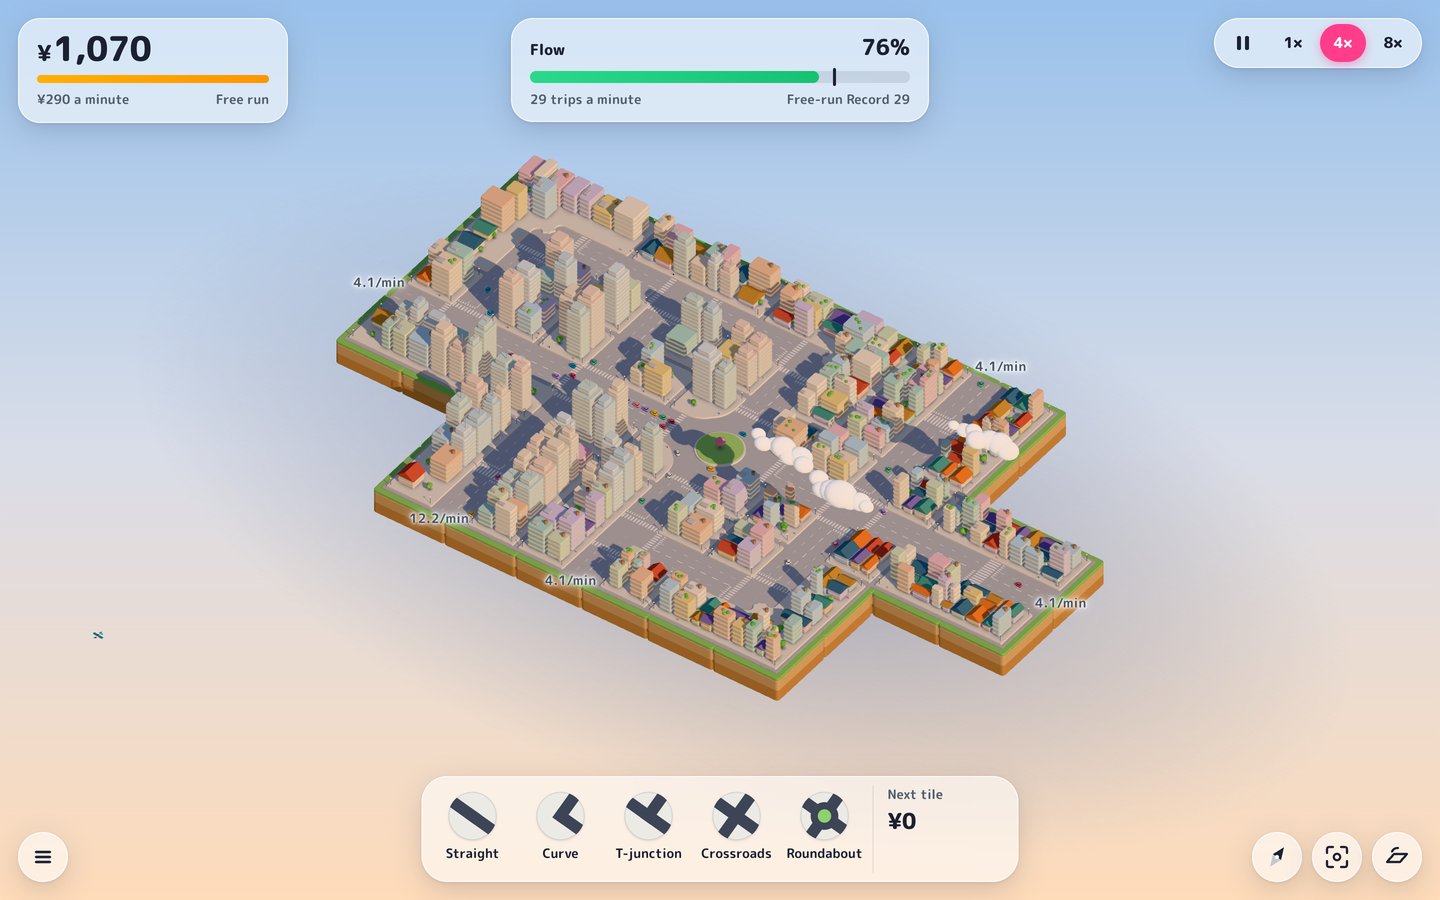 ¥1,070
¥290 a minute
Free run
Flow
76%
29 trips a minute
Free-run Record 29
1×
4×
8×
4.1/min
4.1/min
12.2/min
4.1/min
4.1/min
Straight
Curve
T-junction
Crossroads
Roundabout
Next tile
¥0